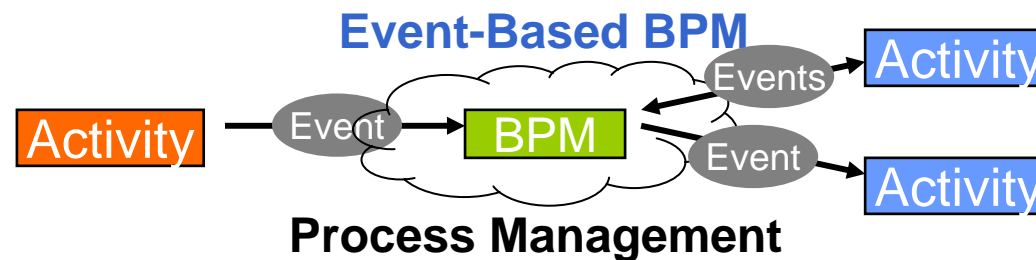 Event-Based BPM
Events
Activity
Activity
Event
BPM
Event
Activity
Process Management